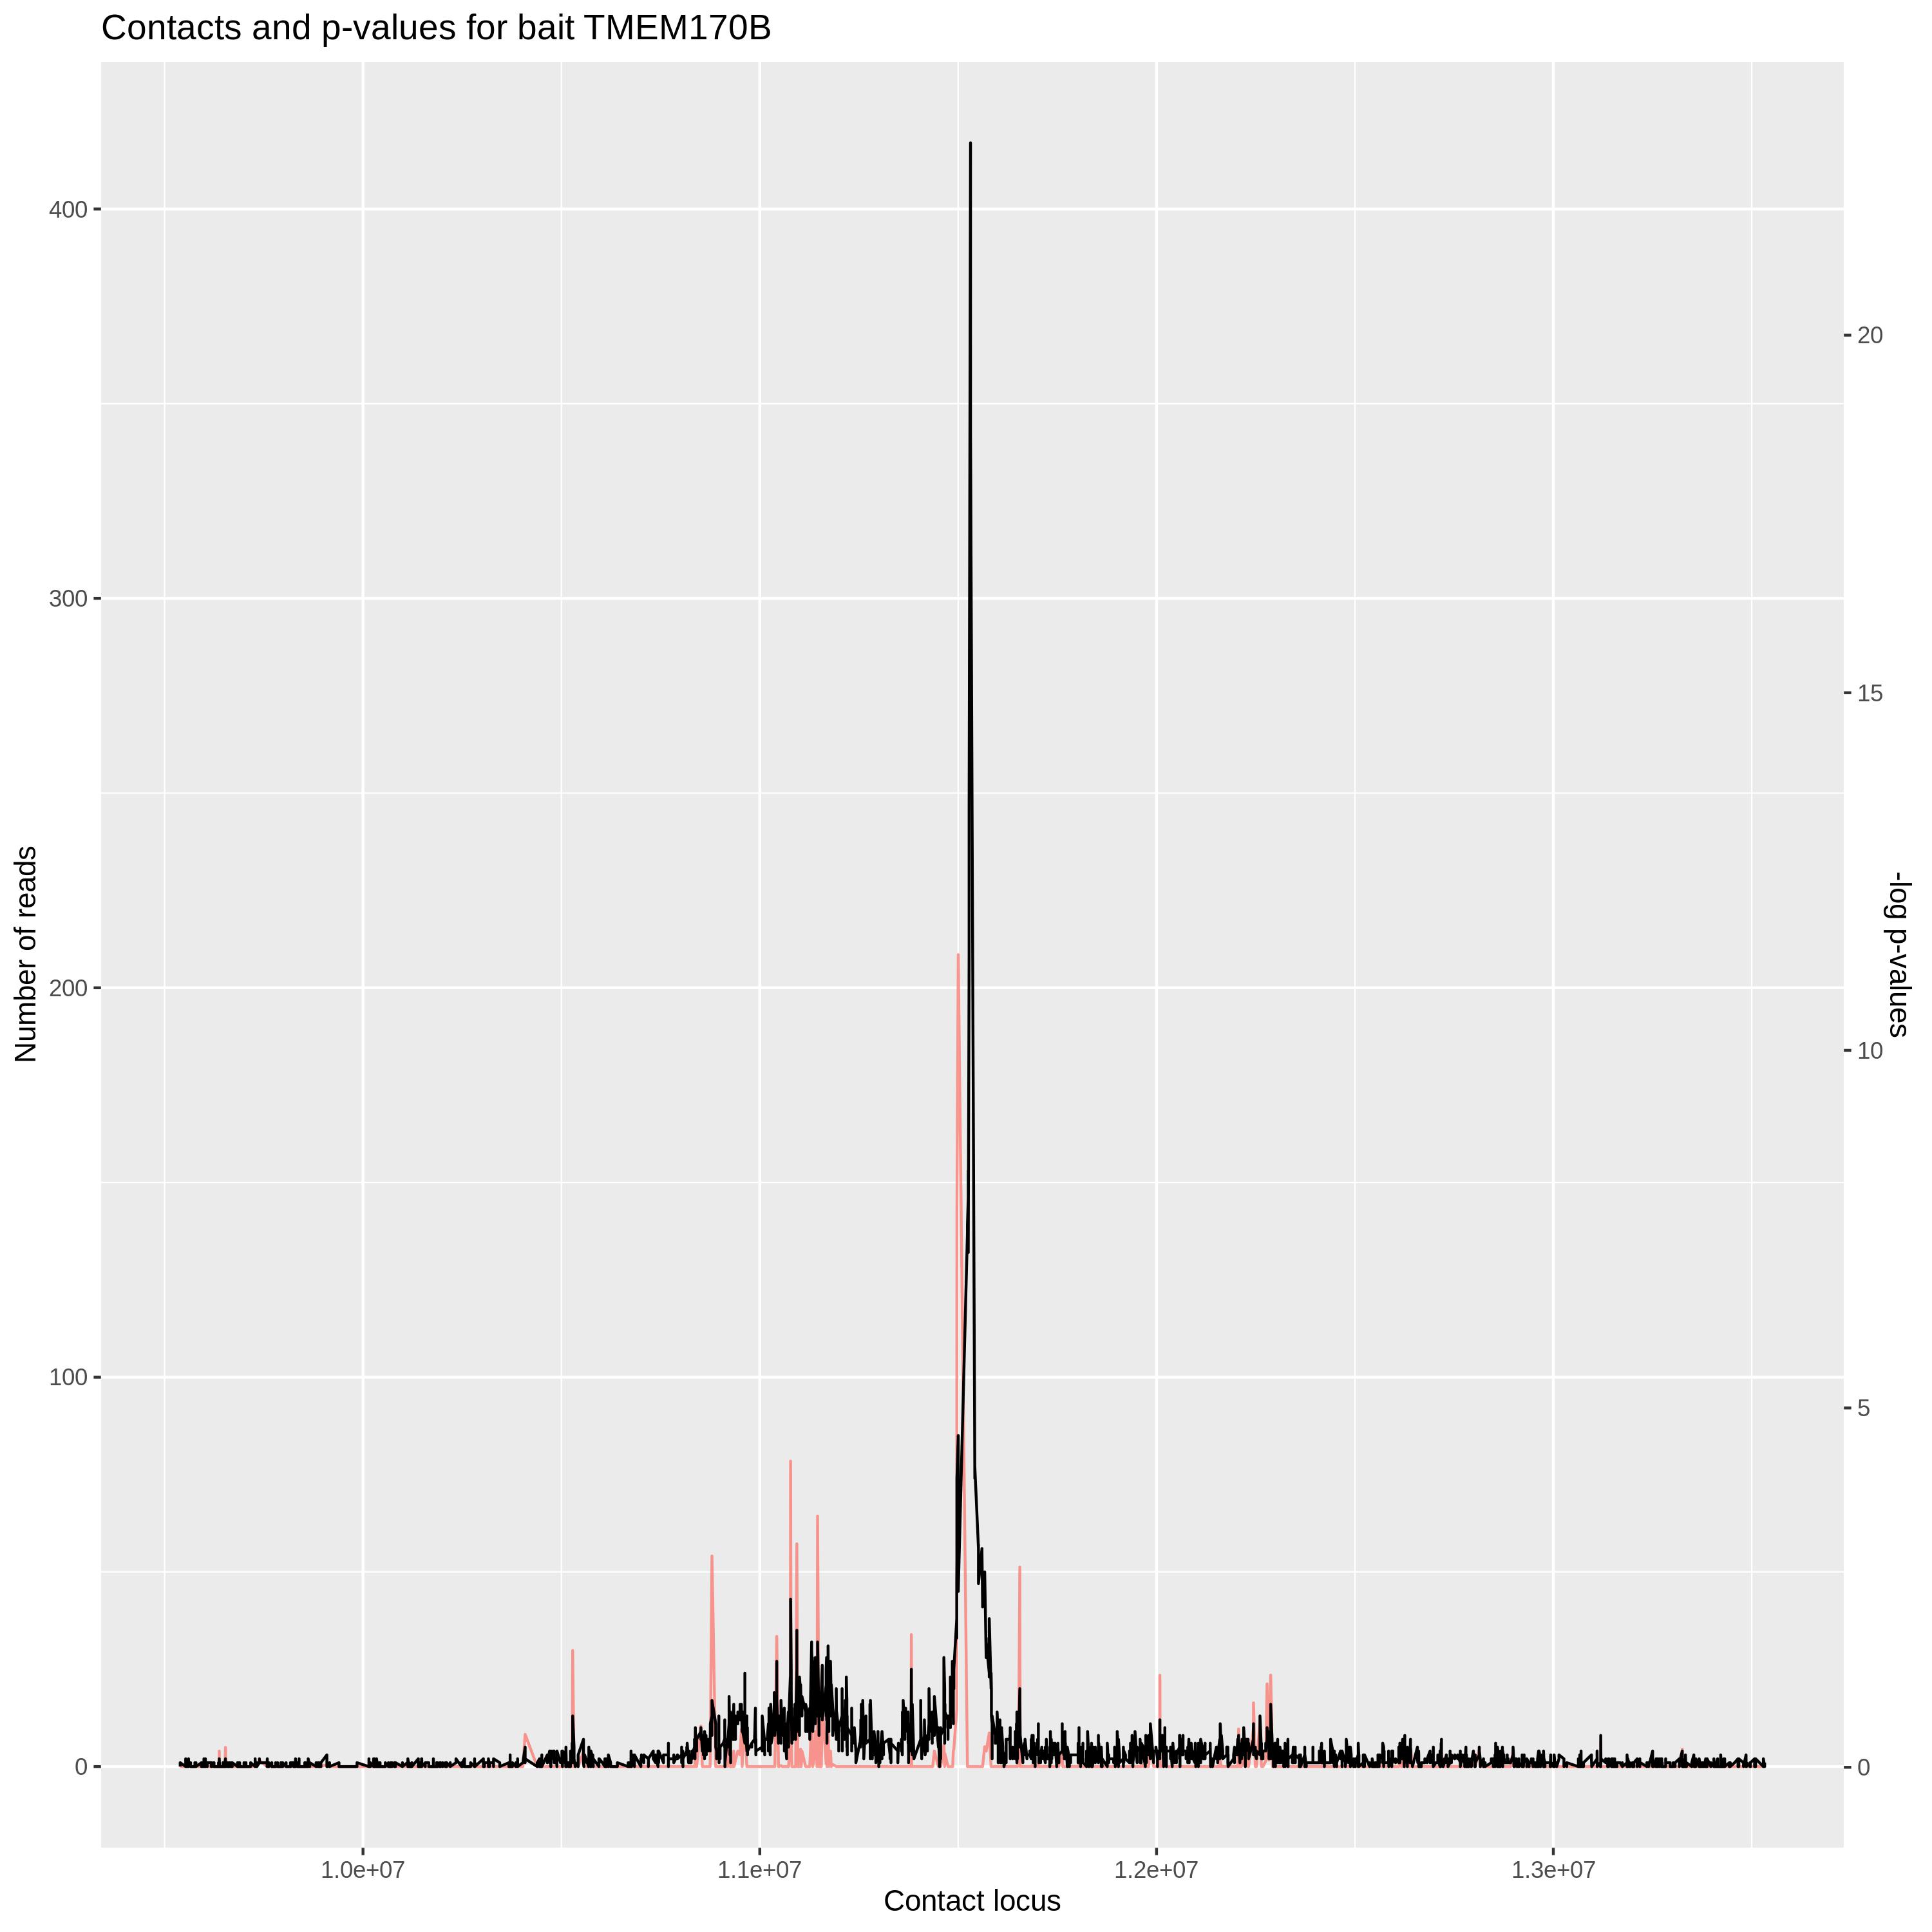 Contacts and p-values for bait TMEM170B
Number of reads
400
300
200
100
0
20
15
10
5
0
-log p-values
1.0e+07
1.1e+07
1.2e+07
1.3e+07
Contact locus